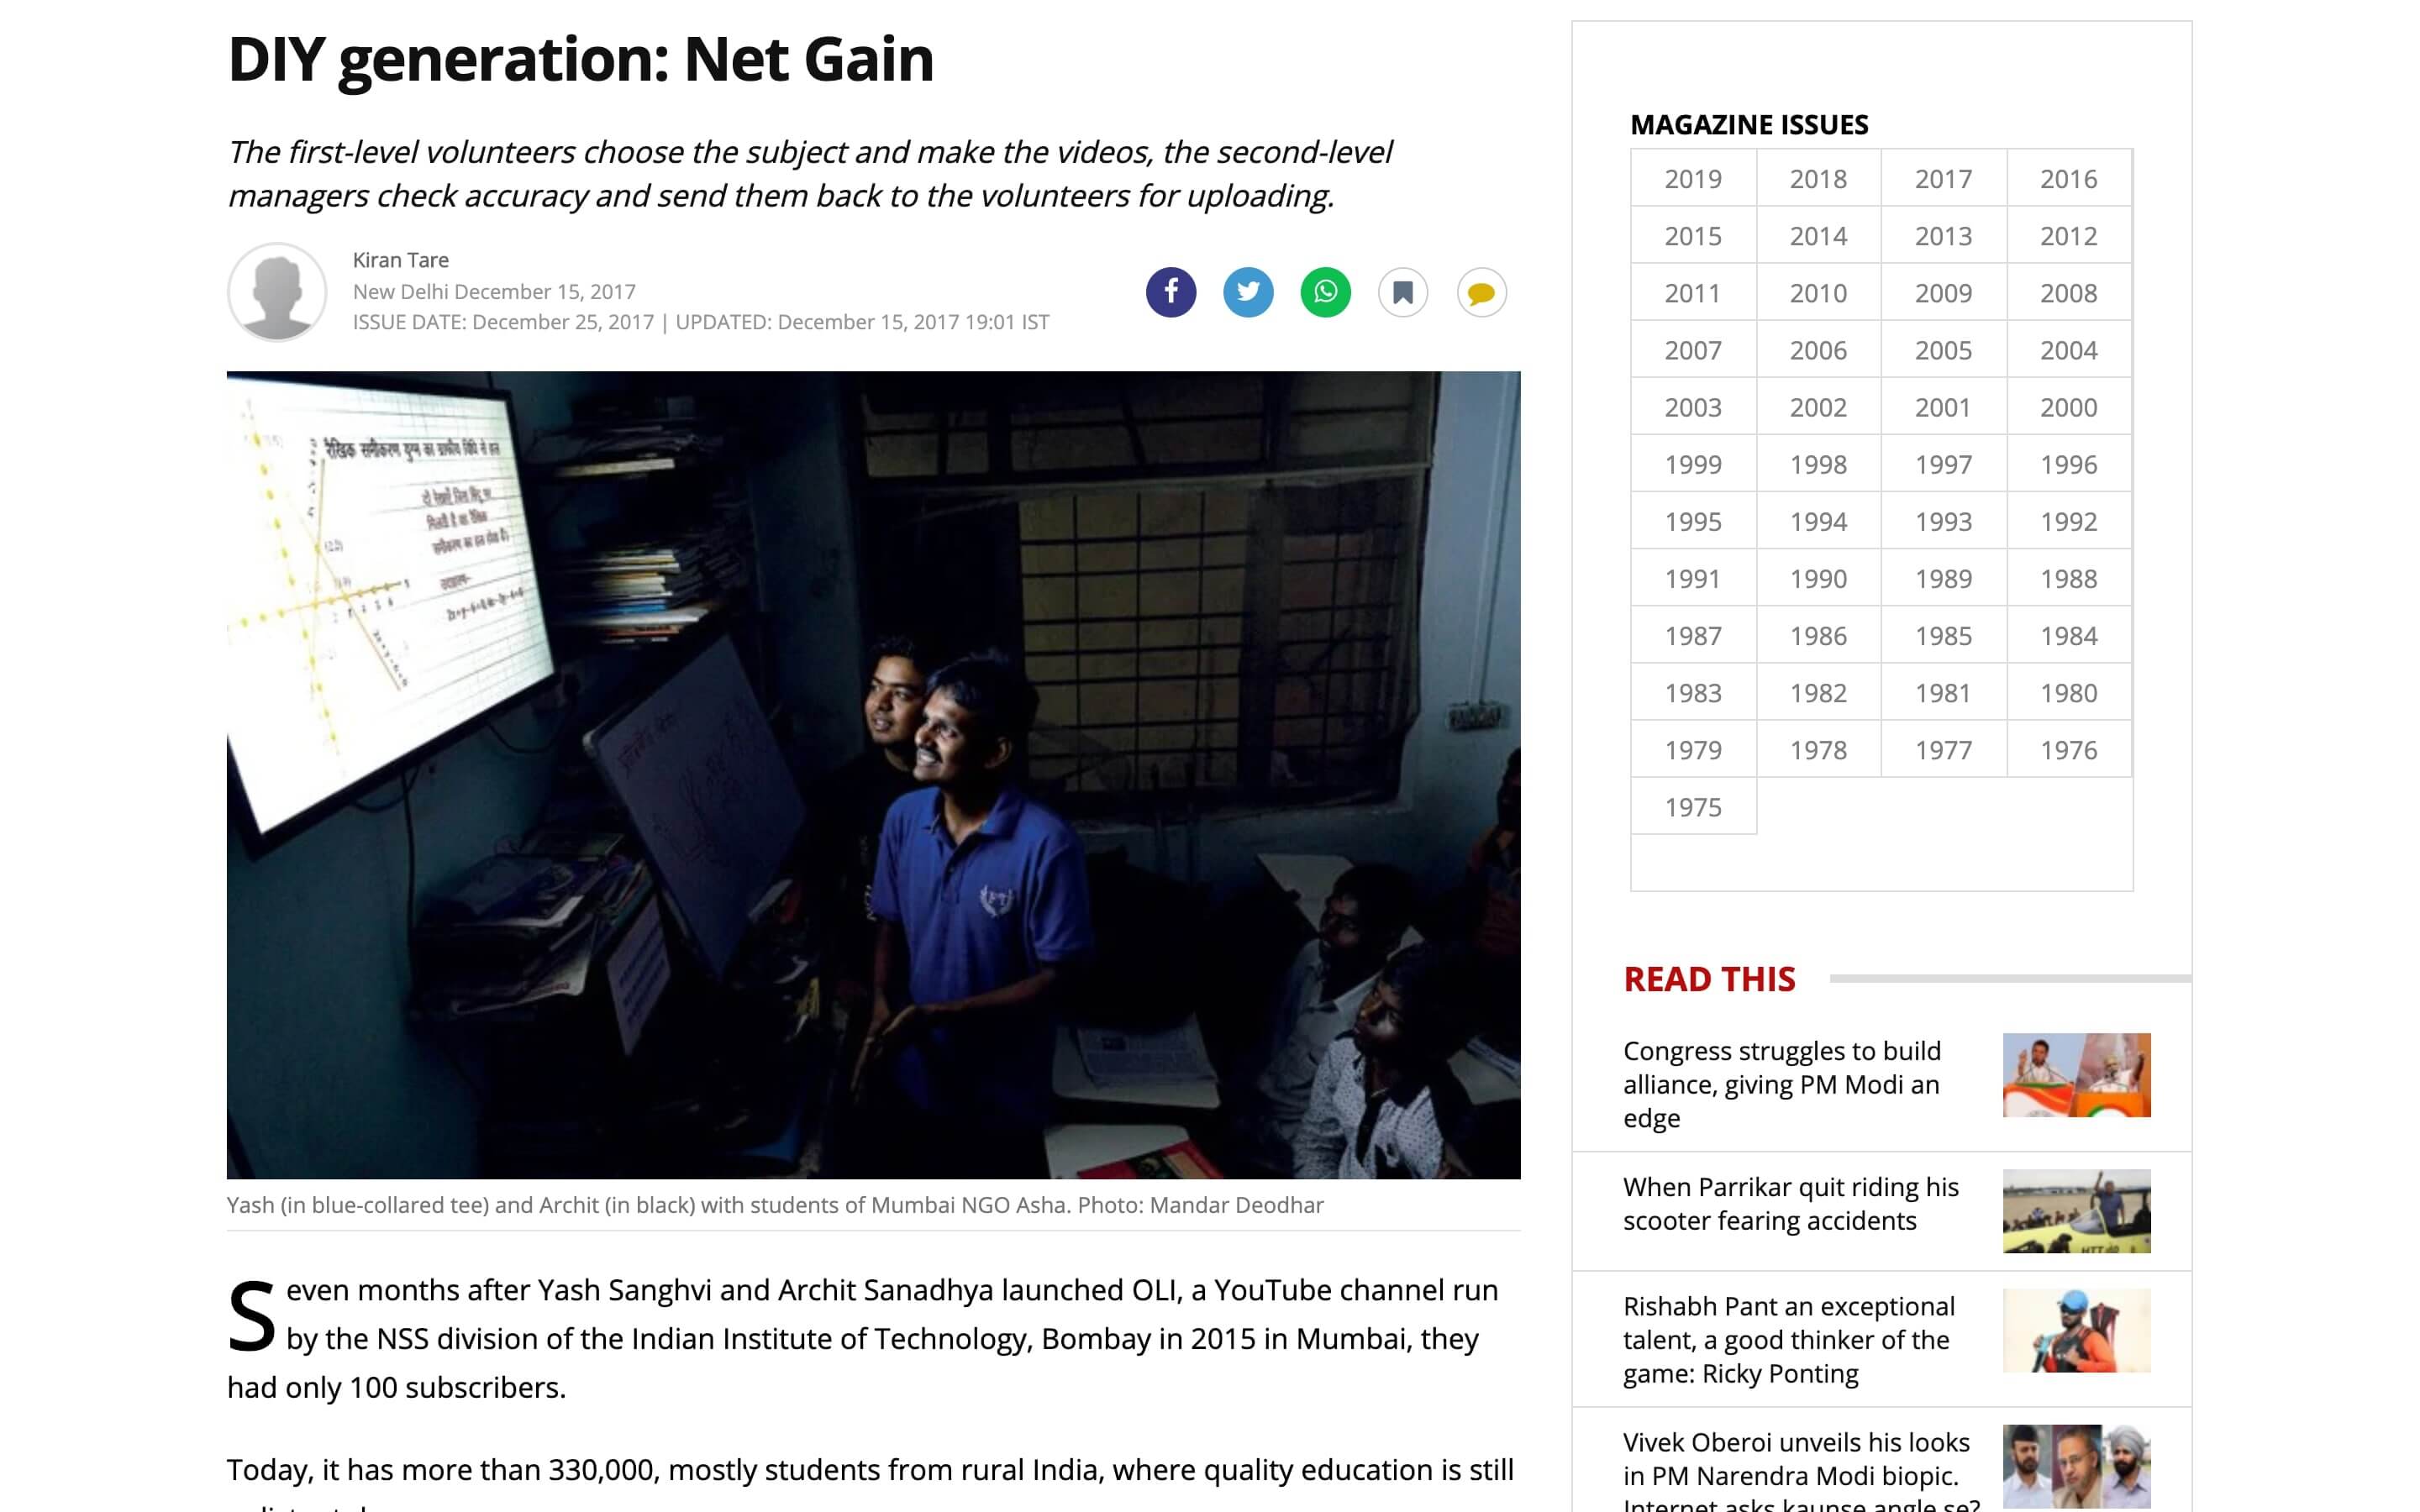 DIY generation: Net Gain
The first-level volunteers choose the subject and make the videos, the second-level
managers check accuracy and send them back to the volunteers for uploading.
Kiran Tare
New Delhi December 15, 2017
ISSUE DATE: December 25, 2017 | UPDATED: December 15, 2017 19:01 IST
रैखिक समीकरण युग्म का ग्राफीय विधि से हल
दो रेखाएँ जिस बिंदु पर
मिलती है वह रैखिक
समीकरण का हल होता है।
उदाहरण-
Yash (in blue-collared tee) and Archit (in black) with students of Mumbai NGO Asha. Photo: Mandar Deodhar
Seven months after Yash Sanghvi and Archit Sanadhya launched OLI, a YouTube channel run
by the NSS division of the Indian Institute of Technology, Bombay in 2015 in Mumbai, they
had only 100 subscribers.
Today, it has more than 330,000, mostly students from rural India, where quality education is still
MAGAZINE ISSUES
2019 2018 2017 2016
2015 2014 2013 2012
2011 2010 2009 2008
2007 2006 2005 2004
2003 2002 2001 2000
1999 1998 1997 1996
1995 1994 1993 1992
1991 1990 1989 1988
1987 1986 1985 1984
1983 1982 1981 1980
1979 1978 1977 1976
1975
READ THIS
Congress struggles to build
alliance, giving PM Modi an
edge
When Parrikar quit riding his
scooter fearing accidents
Rishabh Pant an exceptional
talent, a good thinker of the
game: Ricky Ponting
Vivek Oberoi unveils his looks
in PM Narendra Modi biopic.
Internet asks kaunse angle se?